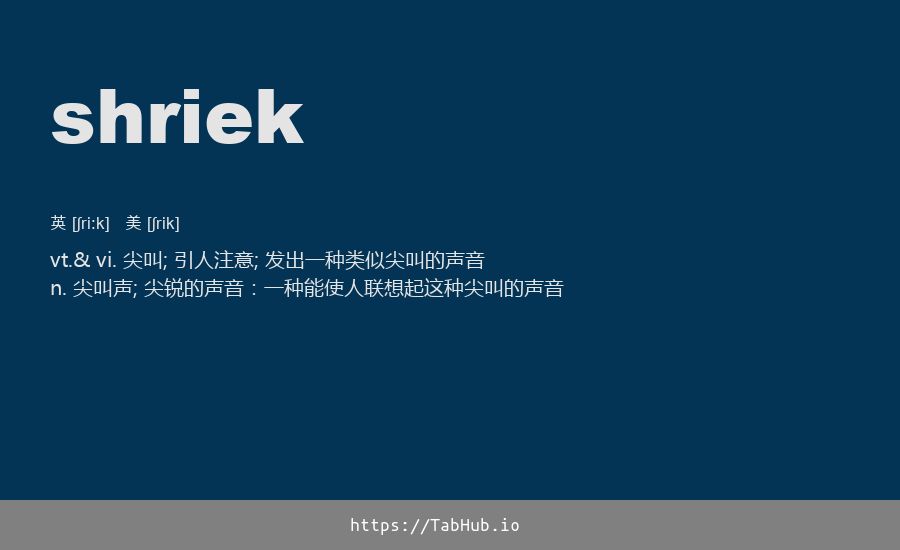 shriek
英 [ʃriːk] 美 [ʃrik]
vt.& vi. 尖叫; 引人注意; 发出一种类似尖叫的声音
n. 尖叫声; 尖锐的声音：一种能使人联想起这种尖叫的声音
https://TabHub.io